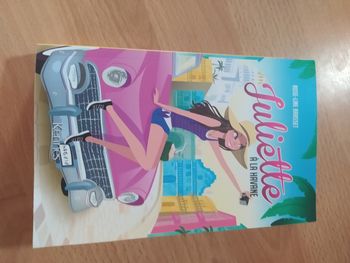 ROSE-LINE BRASSET
Juliette
À LA HAVANE